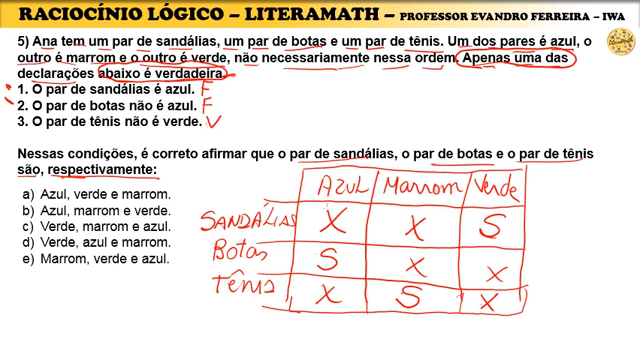 RACIOCÍNIO LÓGICO – LITERAMATH – PROFESSOR EVANDRO FERREIRA – IWA
5) Ana tem um par de sandálias, um par de botas e um par de tênis. Um dos pares é azul, o
outro é marrom e o outro é verde, não necessariamente nessa ordem. Apenas uma das
declarações abaixo é verdadeira.
1. O par de sandálias é azul. F
2. O par de botas não é azul. F
3. O par de tênis não é verde. V
Nessas condições, é correto afirmar que o par de sandálias, o par de botas e o par de tênis
são, respectivamente:
a) Azul, verde e marrom.
b) Azul, marrom e verde.
c) Verde, marrom e azul.
d) Verde, azul e marrom.
e) Marrom, verde e azul.
AZUL MARROM VERDE
SANDÁLIAS X X S
BOTAS S X X
TÊNIS X S X